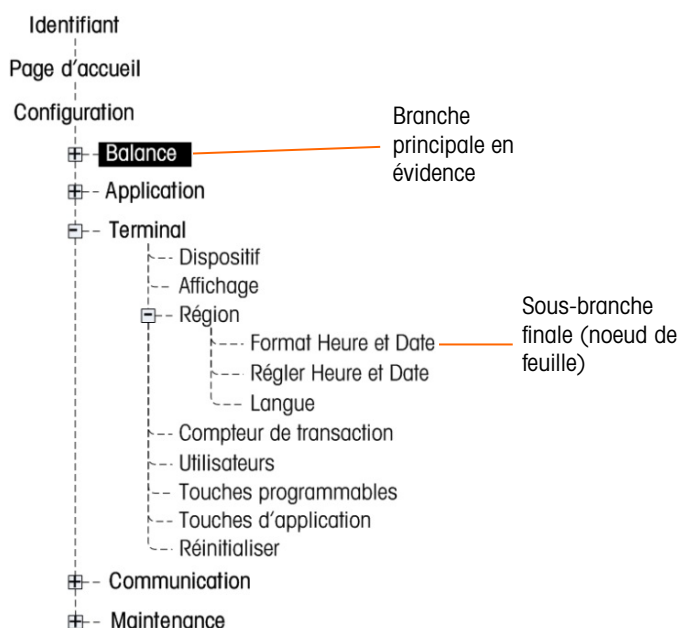 Identifiant
Page d'accueil
Configuration
Balance
Branche
principale en
évidence
Application
Terminal
Dispositif
Affichage
Région
Format Heure et Date
Sous-branche
finale (noeud de
feuille)
Régler Heure et Date
Langue
Compteur de transaction
Utilisateurs
Touches programmables
Touches d'application
Réinitialiser
Communication
Maintenance